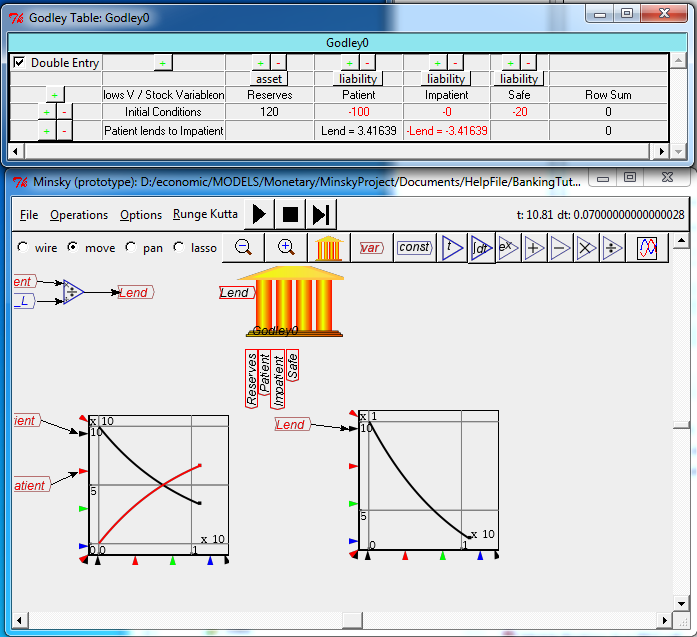 Godley Table: Godley0
Godley0
Double Entry + + - + - + - + -
asset liability liability liability
+ lows V / Stock Variableon Reserves Patient Impatient Safe Row Sum
+ - Initial Conditions 120 -100 -0 -20 0
+ - Patient lends to Impatient Lend = 3.41639 -Lend = -3.41639 0
Minsky (prototype): D:/economic/MODELS/Monetary/MinskyProject/Documents/HelpFile/BankingTut...
File Operations Options Runge Kutta t: 10.81 dt: 0.07000000000000028
wire move pan lasso var const t ∫dt eˣ + − × ÷
ent
_L ÷ Lend Lend
Godley0
Reserves Patient Impatient Safe
ient
atient
x 10
10
5
0.0 1
x 10
Lend
x 1
10
5
0 1
x 10